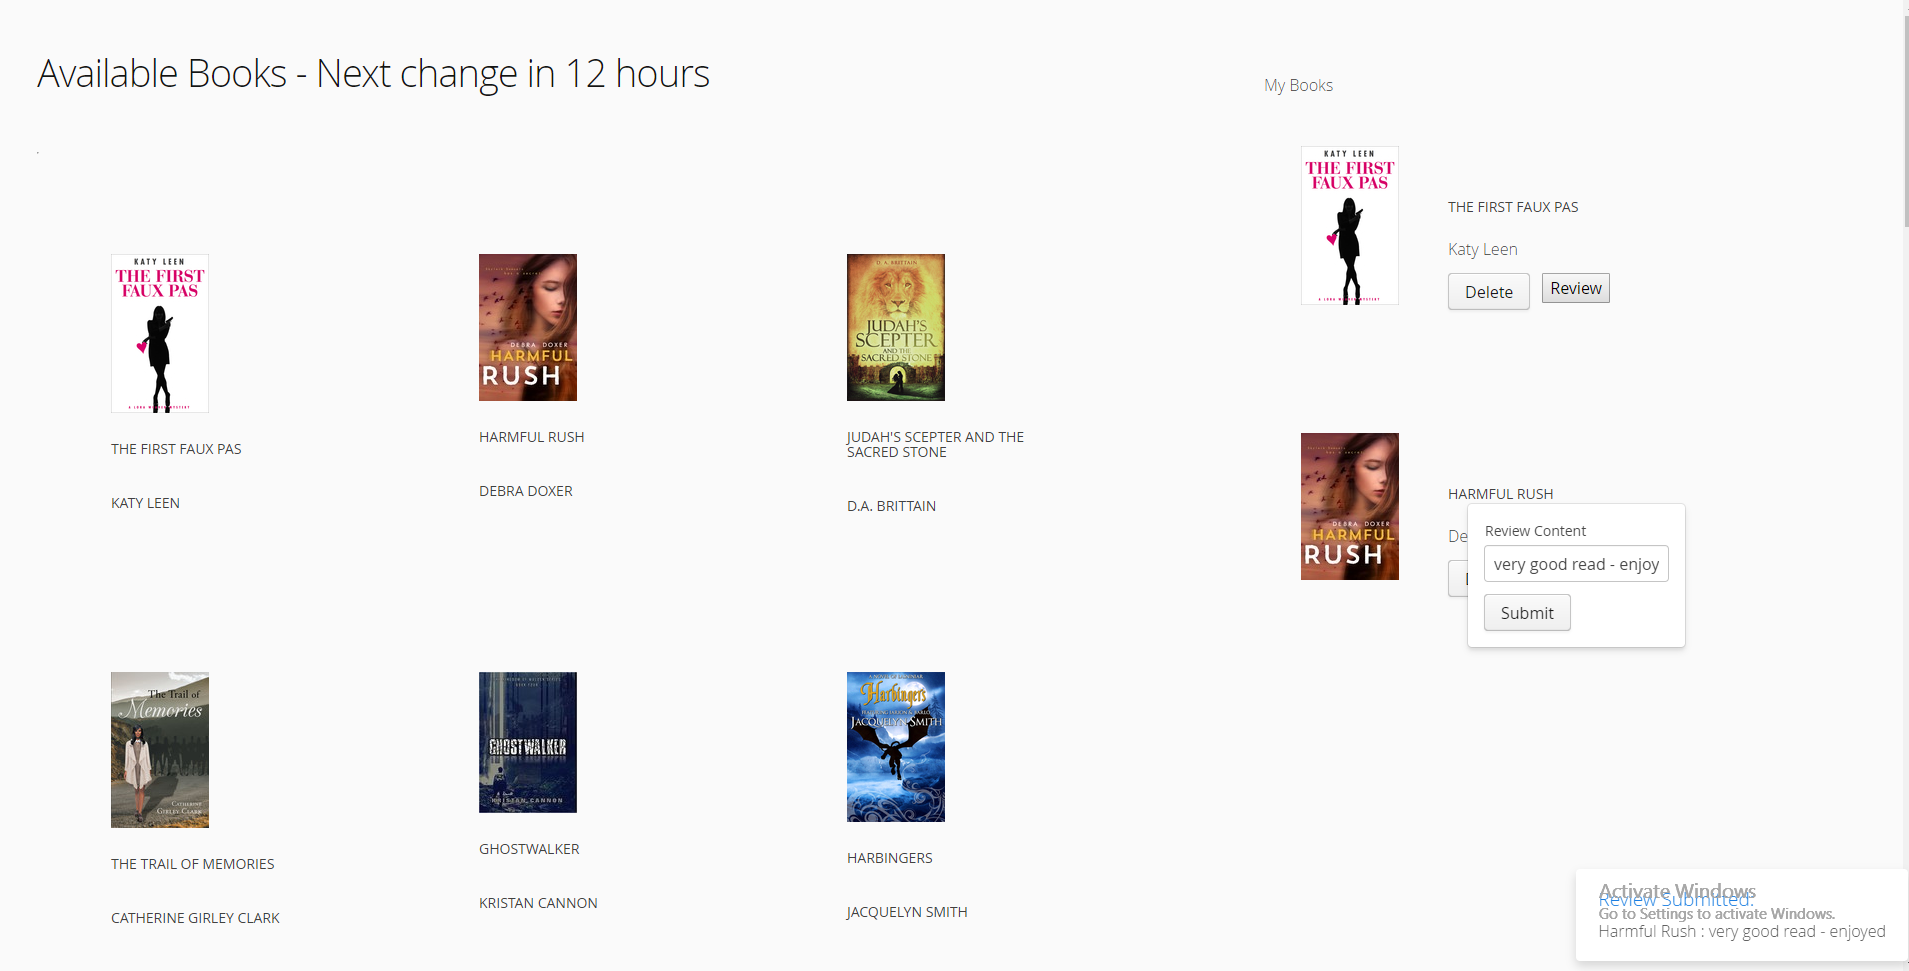 Available Books - Next change in 12 hours
My Books
KATY LEEN
THE FIRST
FAUX PAS
THE FIRST FAUX PAS
Katy Leen
Delete
Review
KATY LEEN
THE FIRST
FAUX PAS
THE FIRST FAUX PAS
KATY LEEN
DEBRA DOXER
HARMFUL
RUSH
HARMFUL RUSH
DEBRA DOXER
D. A. BRITTAIN
JUDAH'S
SCEPTER
AND THE
SACRED STONE
JUDAH'S SCEPTER AND THE
SACRED STONE
D.A. BRITTAIN
DEBRA DOXER
HARMFUL
RUSH
HARMFUL RUSH
De
Review Content
very good read - enjoy
Submit
The Trail of
Memories
CATHERINE
GIRLEY CLARK
THE TRAIL OF MEMORIES
CATHERINE GIRLEY CLARK
GHOSTWALKER
KRISTAN CANNON
GHOSTWALKER
KRISTAN CANNON
Harbingers
JACQUELYN SMITH
HARBINGERS
JACQUELYN SMITH
Activate Windows
Review Submitted:
Go to Settings to activate Windows.
Harmful Rush : very good read - enjoyed